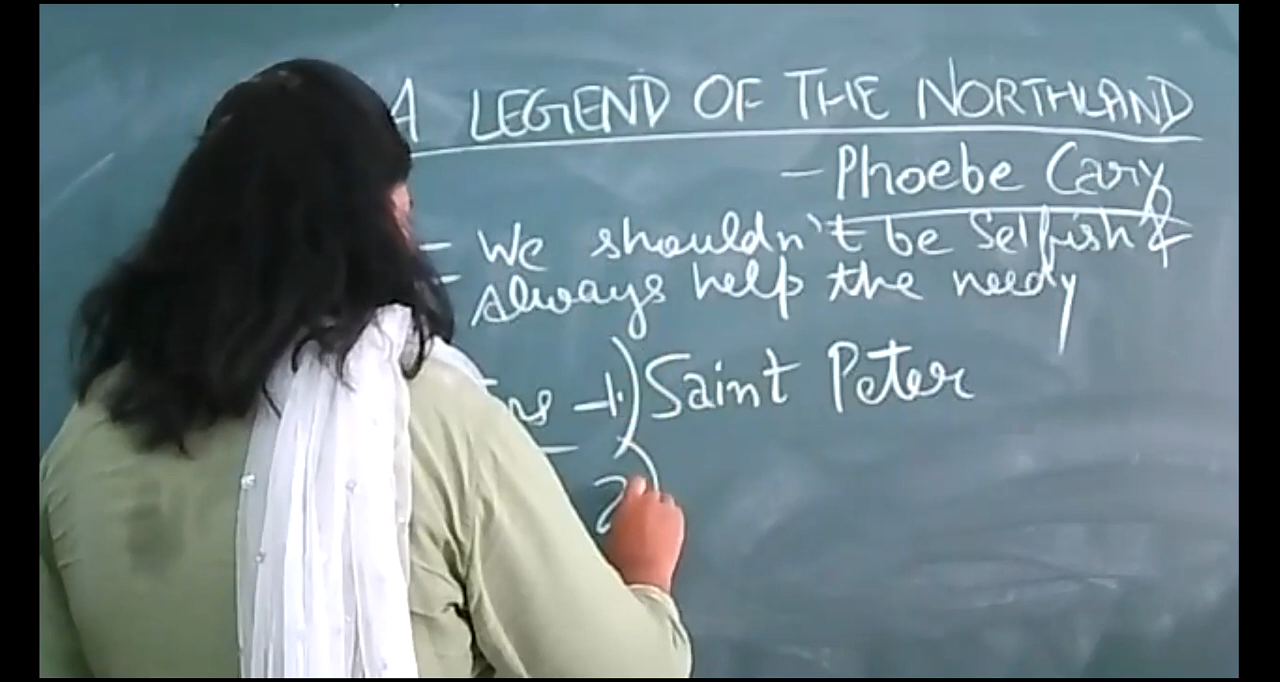 A LEGEND OF THE NORTHLAND
- Phoebe Cary
- We shouldn't be Selfish &
- always help the needy
- 1.) Saint Peter
2)